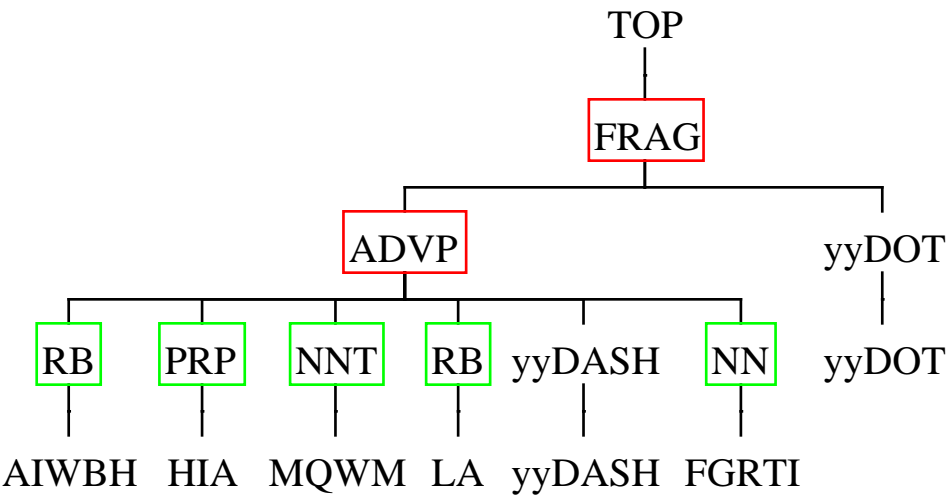 TOP
FRAG
ADVP yyDOT
RB PRP NNT RB yyDASH NN yyDOT
AIWBH HIA MQWM LA yyDASH FGRTI